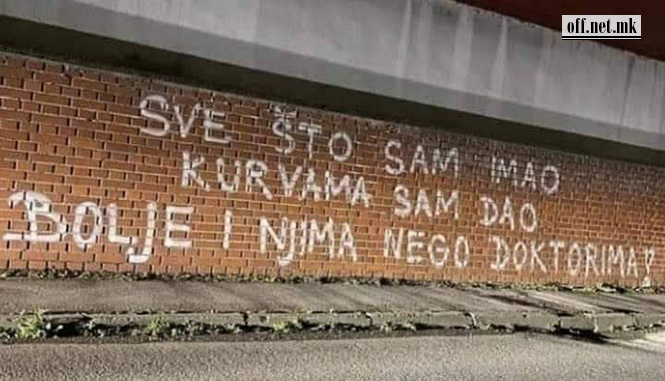 off.net.mk
SVE ŠTO SAM IMAO
KURVAMA SAM DAO
BOLJE I NJIMA NEGO DOKTORIMA!